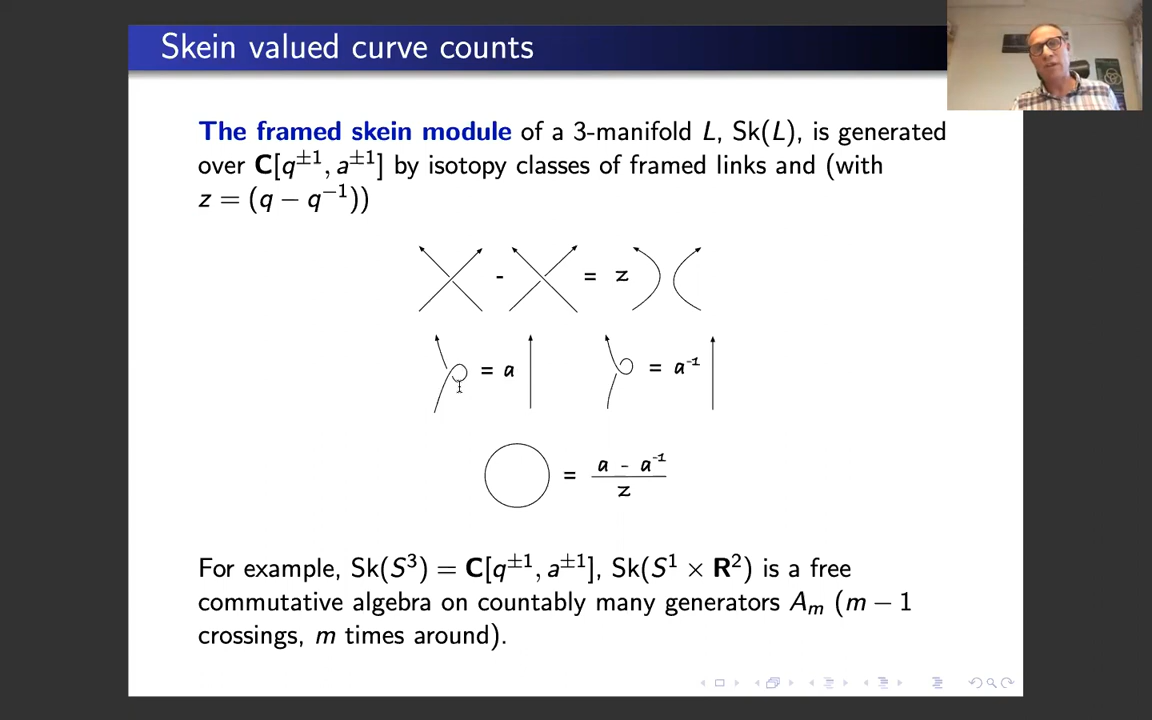 Skein valued curve counts
The framed skein module of a 3-manifold L, Sk(L), is generated
over C[q^{±1}, a^{±1}] by isotopy classes of framed links and (with
z = (q − q^{−1}))
- = z
= a = a^{-1}
= \frac{a - a^{-1}}{z}
For example, Sk(S^3) = C[q^{±1}, a^{±1}], Sk(S^1 × R^2) is a free
commutative algebra on countably many generators A_m (m − 1
crossings, m times around).